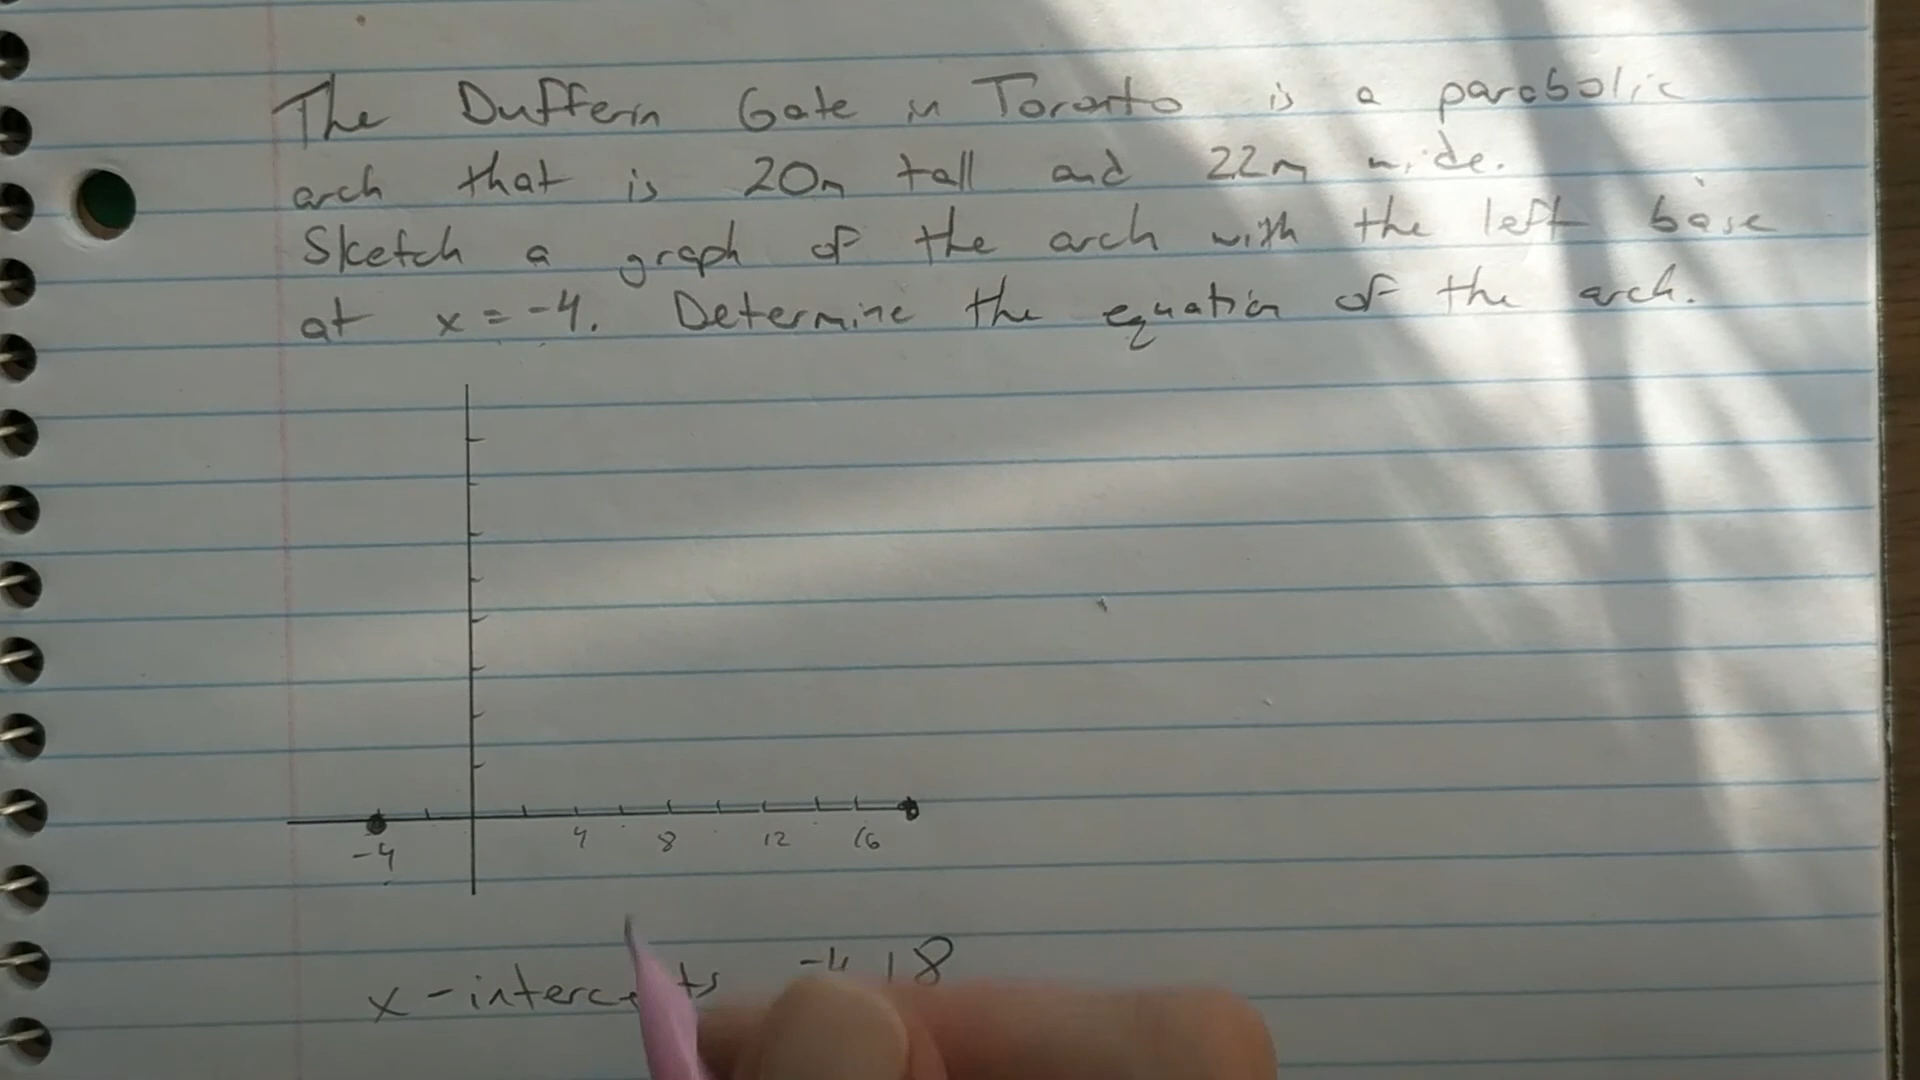 The Dufferin Gate in Toronto is a parabolic
arch that is 20m tall and 22m wide.
Sketch a graph of the arch with the left base
at x = -4. Determine the equation of the arch.
-4 4 8 12 16
x-intercepts -4, 18